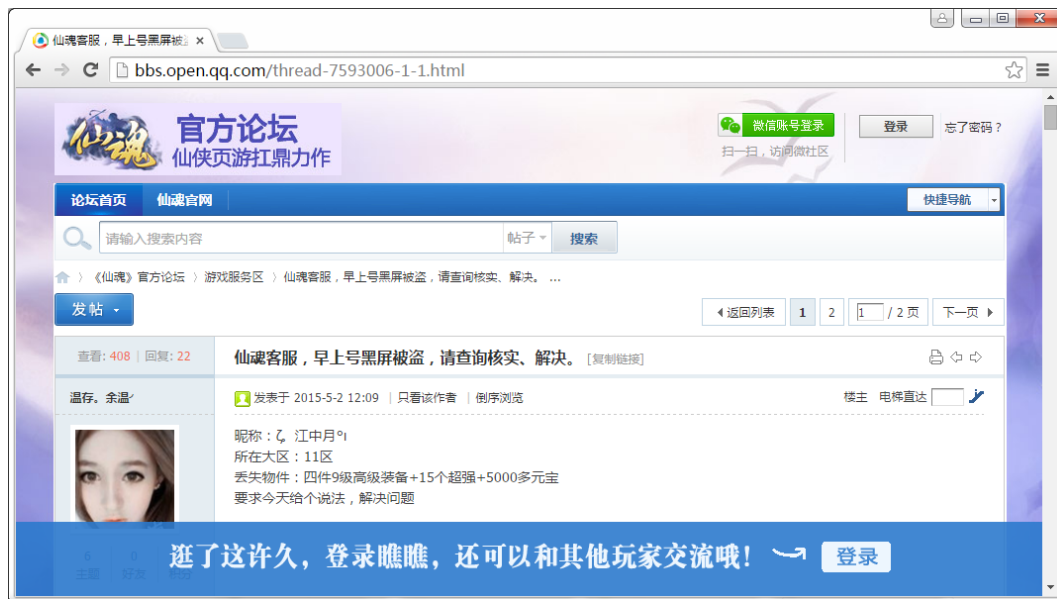 仙魂客服，早上号黑屏被
bbs.open.qq.com/thread-7593006-1-1.html
仙魂 官方论坛
仙侠页游扛鼎力作
微信账号登录
扫一扫，访问微社区
登录 忘了密码？
论坛首页 仙魂官网 快捷导航
请输入搜索内容 帖子 搜索
〉《仙魂》官方论坛 〉游戏服务区 〉仙魂客服，早上号黑屏被盗，请查询核实、解决。 ...
发帖 返回列表 1 2 1 / 2 页 下一页
查看: 408 | 回复: 22 仙魂客服，早上号黑屏被盗，请查询核实、解决。 [复制链接]
温存。余温 发表于 2015-5-2 12:09 | 只看该作者 | 倒序浏览 楼主 电梯直达
昵称：ζ 江中月
所在大区：11区
丢失物件：四件9级高级装备+15个超强+5000多元宝
要求今天给个说法，解决问题
逛了这许久，登录瞧瞧，还可以和其他玩家交流哦！ 登录
主题 好友 积分